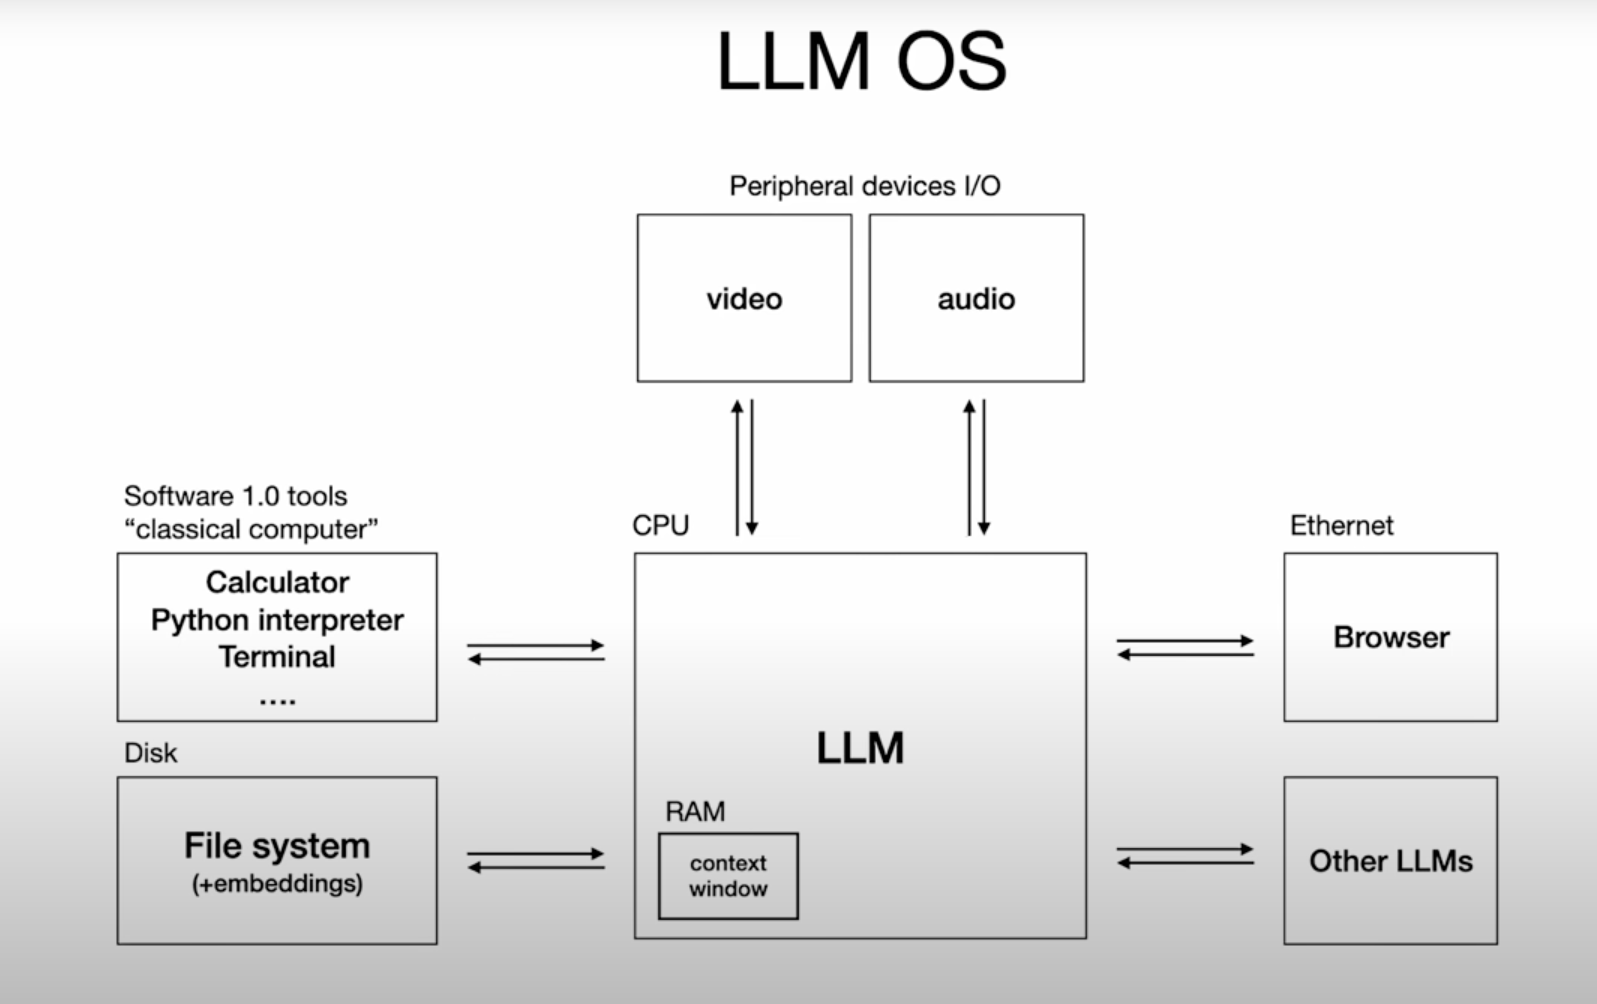 LLM OS
Peripheral devices I/O
video
audio
Software 1.0 tools
“classical computer”
Calculator
Python interpreter
Terminal
....
CPU
Ethernet
Browser
Disk
File system
(+embeddings)
LLM
RAM
context
window
Other LLMs